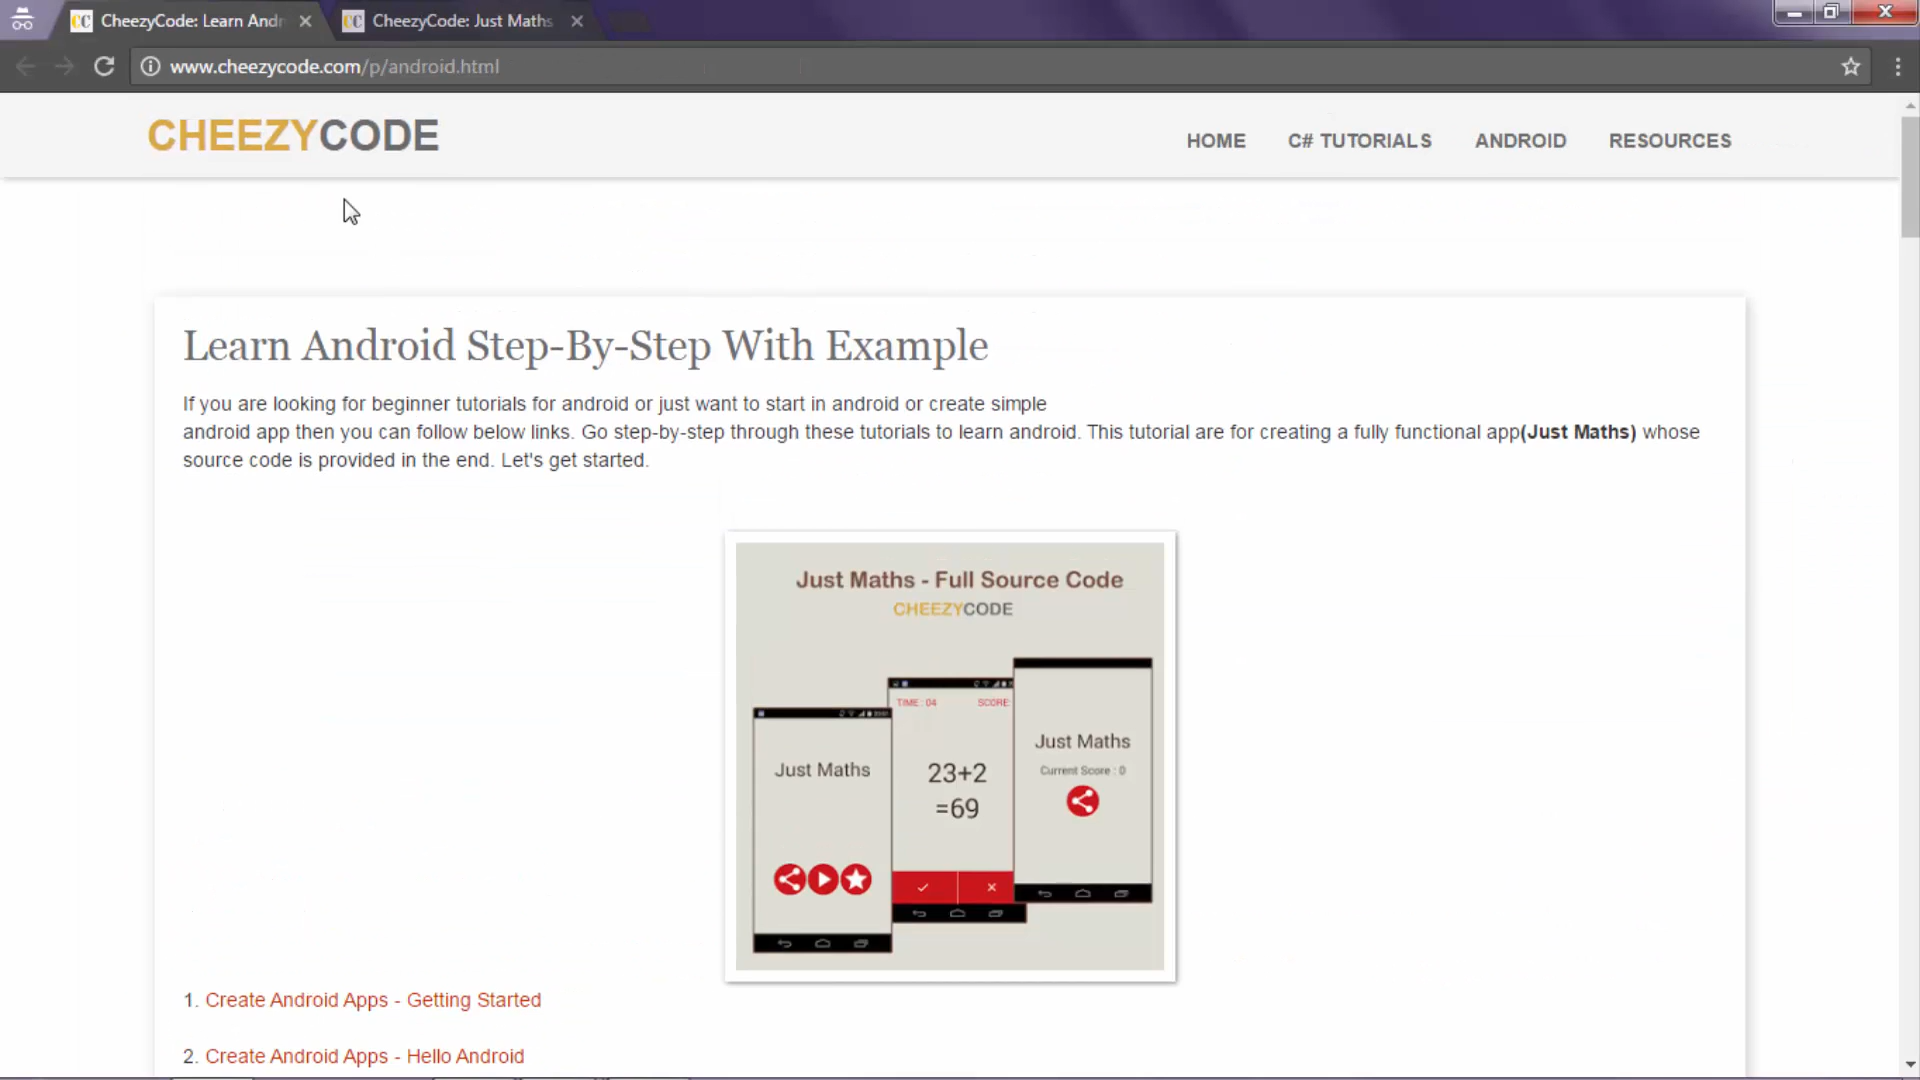 CheezyCode: Learn And
CheezyCode: Just Maths
www.cheezycode.com/p/android.html
CHEEZYCODE
HOME
C# TUTORIALS
ANDROID
RESOURCES
Learn Android Step-By-Step With Example
If you are looking for beginner tutorials for android or just want to start in android or create simple
android app then you can follow below links. Go step-by-step through these tutorials to learn android. This tutorial are for creating a fully functional app(Just Maths) whose
source code is provided in the end. Let's get started.
Just Maths - Full Source Code
CHEEZYCODE
TIME: 04
SCORE:
Just Maths
23+2
=69
Just Maths
Current Score : 0
1. Create Android Apps - Getting Started
2. Create Android Apps - Hello Android